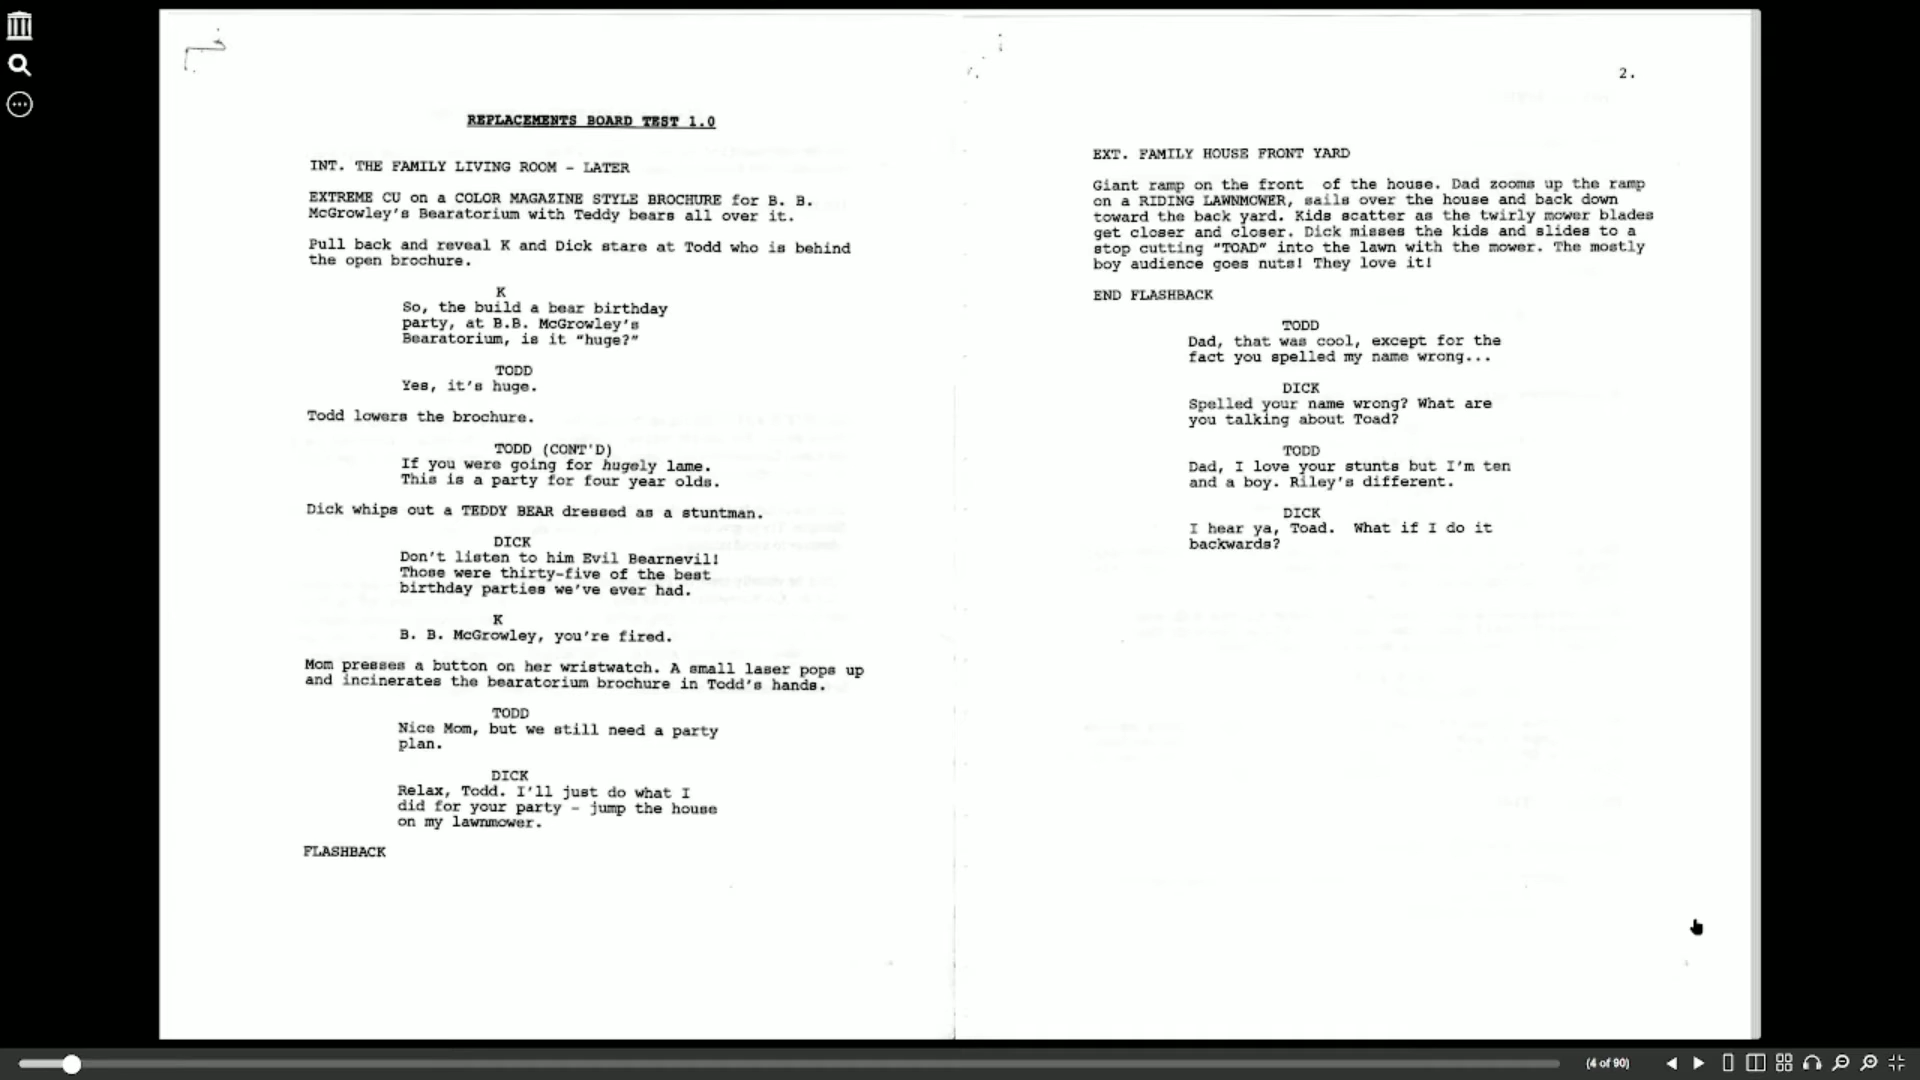 REPLACEMENTS BOARD TEST 1.0
INT. THE FAMILY LIVING ROOM – LATER
EXTREME CU on a COLOR MAGAZINE STYLE BROCHURE for B. B.
McGrowley's Bearatorium with Teddy bears all over it.
Pull back and reveal K and Dick stare at Todd who is behind
the open brochure.
K
So, the build a bear birthday
party, at B.B. McGrowley's
Bearatorium, is it "huge?"
TODD
Yes, it's huge.
Todd lowers the brochure.
TODD (CONT'D)
If you were going for hugely lame.
This is a party for four year olds.
Dick whips out a TEDDY BEAR dressed as a stuntman.
DICK
Don't listen to him Evil Bearnevil!
Those were thirty-five of the best
birthday parties we've ever had.
K
B. B. McGrowley, you're fired.
Mom presses a button on her wristwatch. A small laser pops up
and incinerates the bearatorium brochure in Todd's hands.
TODD
Nice Mom, but we still need a party
plan.
DICK
Relax, Todd. I'll just do what I
did for your party – jump the house
on my lawnmower.
FLASHBACK
2.
EXT. FAMILY HOUSE FRONT YARD
Giant ramp on the front of the house. Dad zooms up the ramp
on a RIDING LAWNMOWER, sails over the house and back down
toward the back yard. Kids scatter as the twirly mower blades
get closer and closer. Dick misses the kids and slides to a
stop cutting "TOAD" into the lawn with the mower. The mostly
boy audience goes nuts! They love it!
END FLASHBACK
TODD
Dad, that was cool, except for the
fact you spelled my name wrong...
DICK
Spelled your name wrong? What are
you talking about Toad?
TODD
Dad, I love your stunts but I'm ten
and a boy. Riley's different.
DICK
I hear ya, Toad. What if I do it
backwards?
(4 of 90)